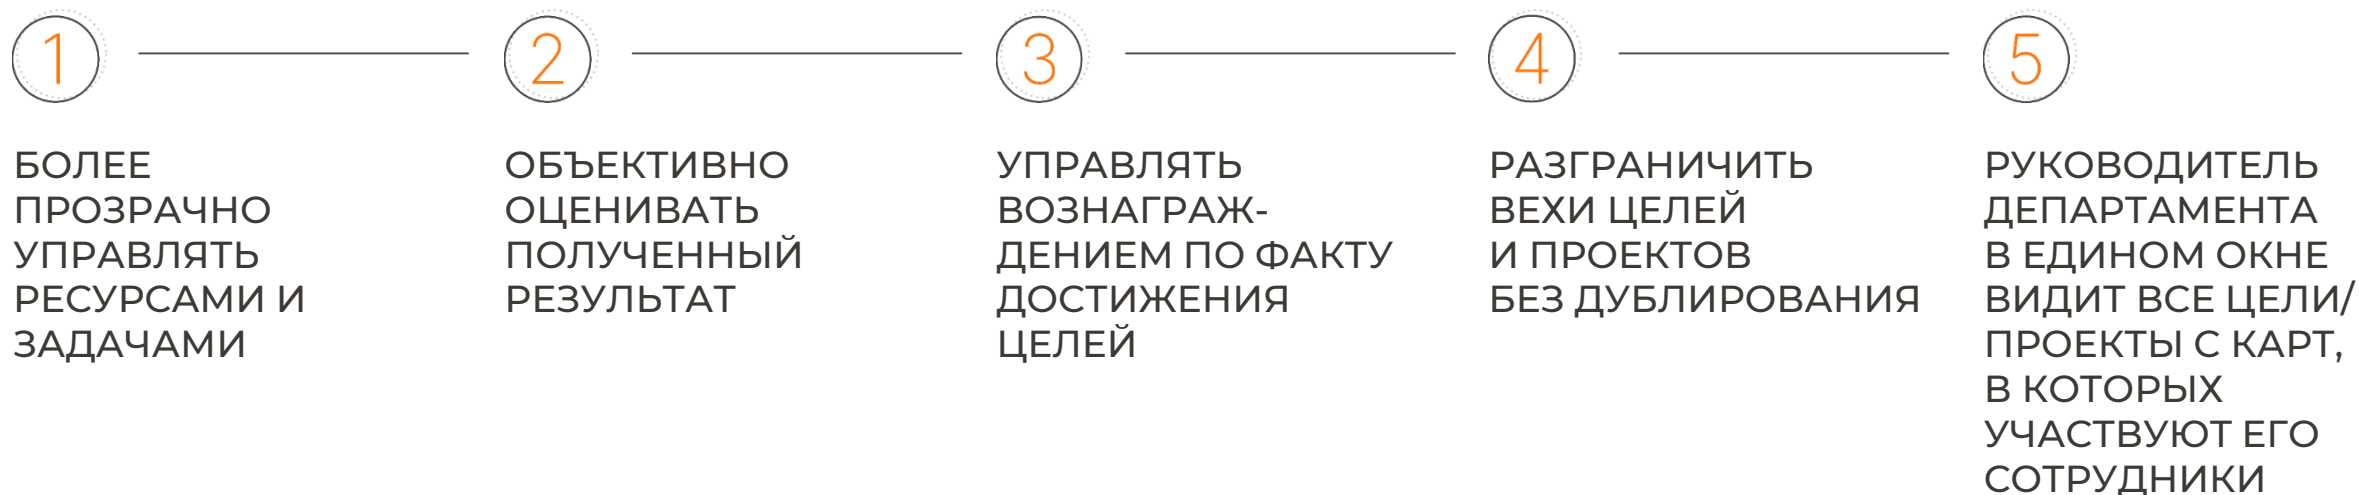 1
БОЛЕЕ
ПРОЗРАЧНО
УПРАВЛЯТЬ
РЕСУРСАМИ И
ЗАДАЧАМИ
2
ОБЪЕКТИВНО
ОЦЕНИВАТЬ
ПОЛУЧЕННЫЙ
РЕЗУЛЬТАТ
3
УПРАВЛЯТЬ
ВОЗНАГРАЖ-
ДЕНИЕМ ПО ФАКТУ
ДОСТИЖЕНИЯ
ЦЕЛЕЙ
4
РАЗГРАНИЧИТЬ
ВЕХИ ЦЕЛЕЙ
И ПРОЕКТОВ
БЕЗ ДУБЛИРОВАНИЯ
5
РУКОВОДИТЕЛЬ
ДЕПАРТАМЕНТА
В ЕДИНОМ ОКНЕ
ВИДИТ ВСЕ ЦЕЛИ/
ПРОЕКТЫ С КАРТ,
В КОТОРЫХ
УЧАСТВУЮТ ЕГО
СОТРУДНИКИ